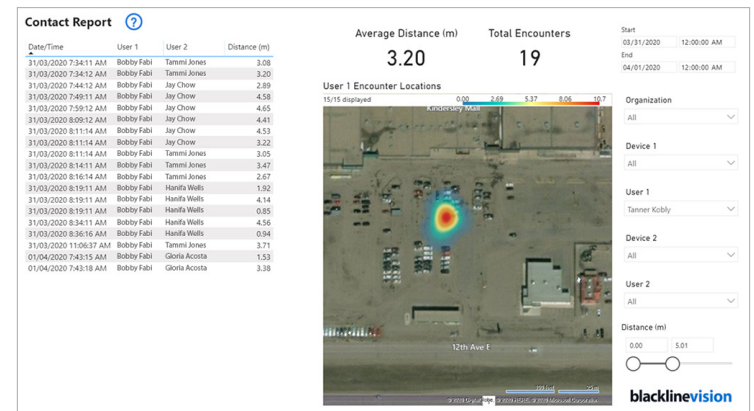 Contact Report ?
Date/Time User 1 User 2 Distance (m)
31/03/2020 7:34:11 AM Bobby Fabi Tammi Jones 3.08
31/03/2020 7:34:12 AM Bobby Fabi Tammi Jones 3.20
31/03/2020 7:44:12 AM Bobby Fabi Jay Chow 2.89
31/03/2020 7:49:11 AM Bobby Fabi Jay Chow 4.58
31/03/2020 7:59:12 AM Bobby Fabi Jay Chow 4.65
31/03/2020 8:09:12 AM Bobby Fabi Jay Chow 4.41
31/03/2020 8:11:14 AM Bobby Fabi Jay Chow 4.53
31/03/2020 8:11:14 AM Bobby Fabi Jay Chow 3.22
31/03/2020 8:11:14 AM Bobby Fabi Tammi Jones 3.05
31/03/2020 8:14:11 AM Bobby Fabi Tammi Jones 3.47
31/03/2020 8:16:14 AM Bobby Fabi Tammi Jones 2.67
31/03/2020 8:19:11 AM Bobby Fabi Hanifa Wells 1.92
31/03/2020 8:19:11 AM Bobby Fabi Hanifa Wells 4.14
31/03/2020 8:19:11 AM Bobby Fabi Hanifa Wells 0.85
31/03/2020 8:34:11 AM Bobby Fabi Hanifa Wells 4.56
31/03/2020 8:36:16 AM Bobby Fabi Hanifa Wells 0.94
31/03/2020 11:06:37 AM Bobby Fabi Tammi Jones 3.71
01/04/2020 7:43:15 AM Bobby Fabi Gloria Acosta 1.53
01/04/2020 7:43:18 AM Bobby Fabi Gloria Acosta 3.38
Average Distance (m) Total Encounters
3.20 19
User 1 Encounter Locations
15/15 displayed 0.00 2.69 5.37 8.06 10.7
Kindersley Mall
12th Ave E
Start
03/31/2020 12:00:00 AM
End
04/01/2020 12:00:00 AM
Organization
All
Device 1
All
User 1
Tanner Kobly
Device 2
All
User 2
All
Distance (m)
0.00 5.01
blacklinevision